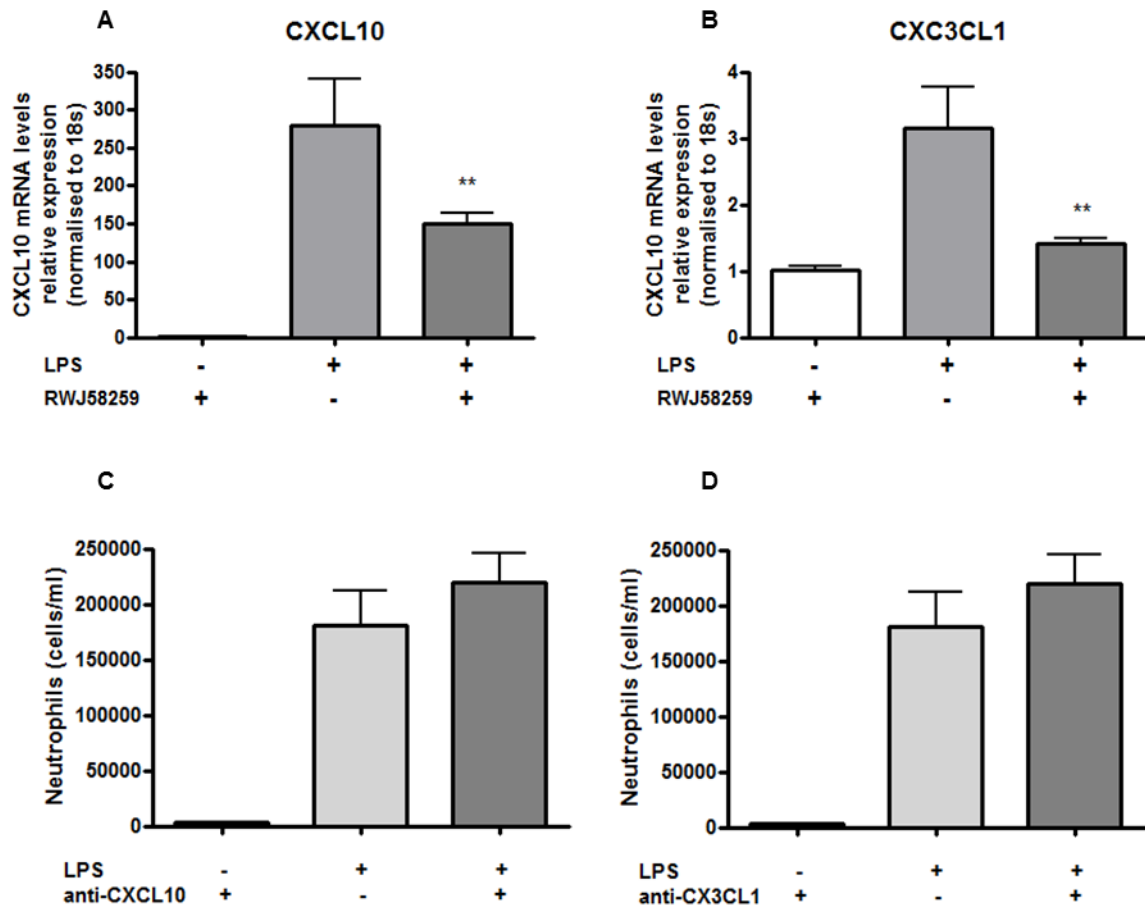 A
CXCL10
CXCL10 mRNA levels
relative expression
(normalised to 18s)
350
300
250
200
150
100
50
0
**
LPS - + +
RWJ58259 + - +
B
CXC3CL1
CXCL10 mRNA levels
relative expression
(normalised to 18s)
4
3
2
1
0
**
LPS - + +
RWJ58259 + - +
C
Neutrophils (cells/ml)
250000
200000
150000
100000
50000
0
LPS - + +
anti-CXCL10 + - +
D
Neutrophils (cells/ml)
250000
200000
150000
100000
50000
0
LPS - + +
anti-CX3CL1 + - +